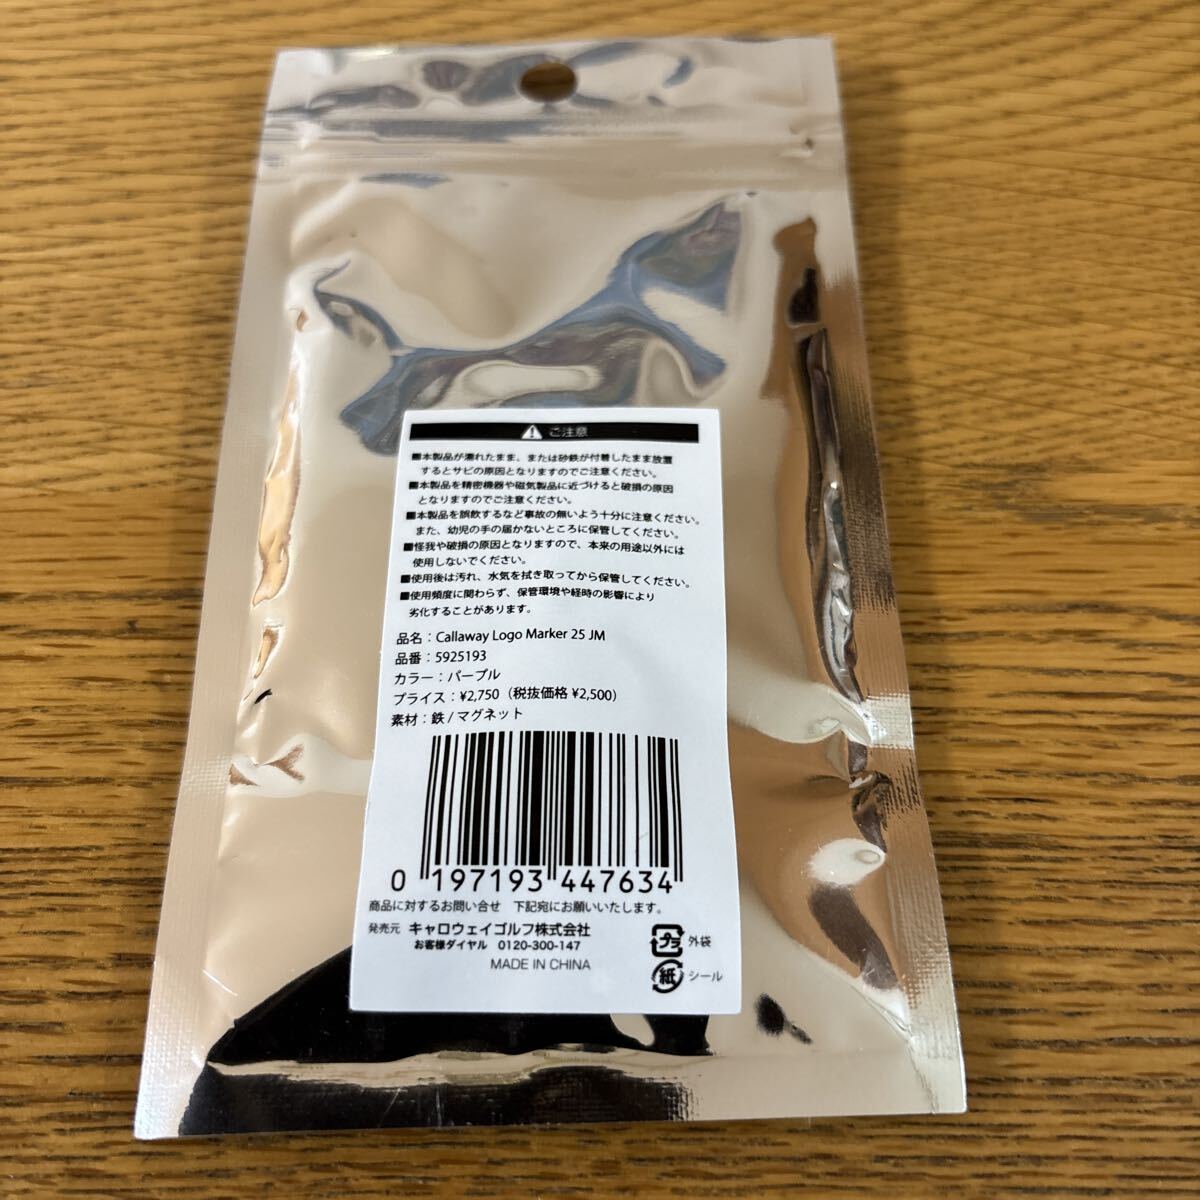 ご注意
■本製品が濡れたまま、または砂鉄が付着したまま放置
するとサビの原因となりますのでご注意ください。
■本製品を精密機器や磁気製品に近づけると破損の原因
となりますのでご注意ください。
■本製品を誤飲するなど事故の無いよう十分に注意ください。
また、幼児の手の届かないところに保管してください。
■怪我や破損の原因となりますので、本来の用途以外には
使用しないでください。
■使用後は汚れ、水気を拭き取ってから保管してください。
■使用頻度に関わらず、保管環境や経時の影響により
劣化することがあります。
品名：Callaway Logo Marker 25 JM
品番：5925193
カラー：パープル
プライス：¥2,750（税抜価格 ¥2,500）
素材：鉄 / マグネット
0 197193 447634
商品に対するお問い合せ 下記宛にお願いいたします。
発売元 キャロウェイゴルフ株式会社
お客様ダイヤル 0120-300-147
MADE IN CHINA
プラ 外袋
紙 シール